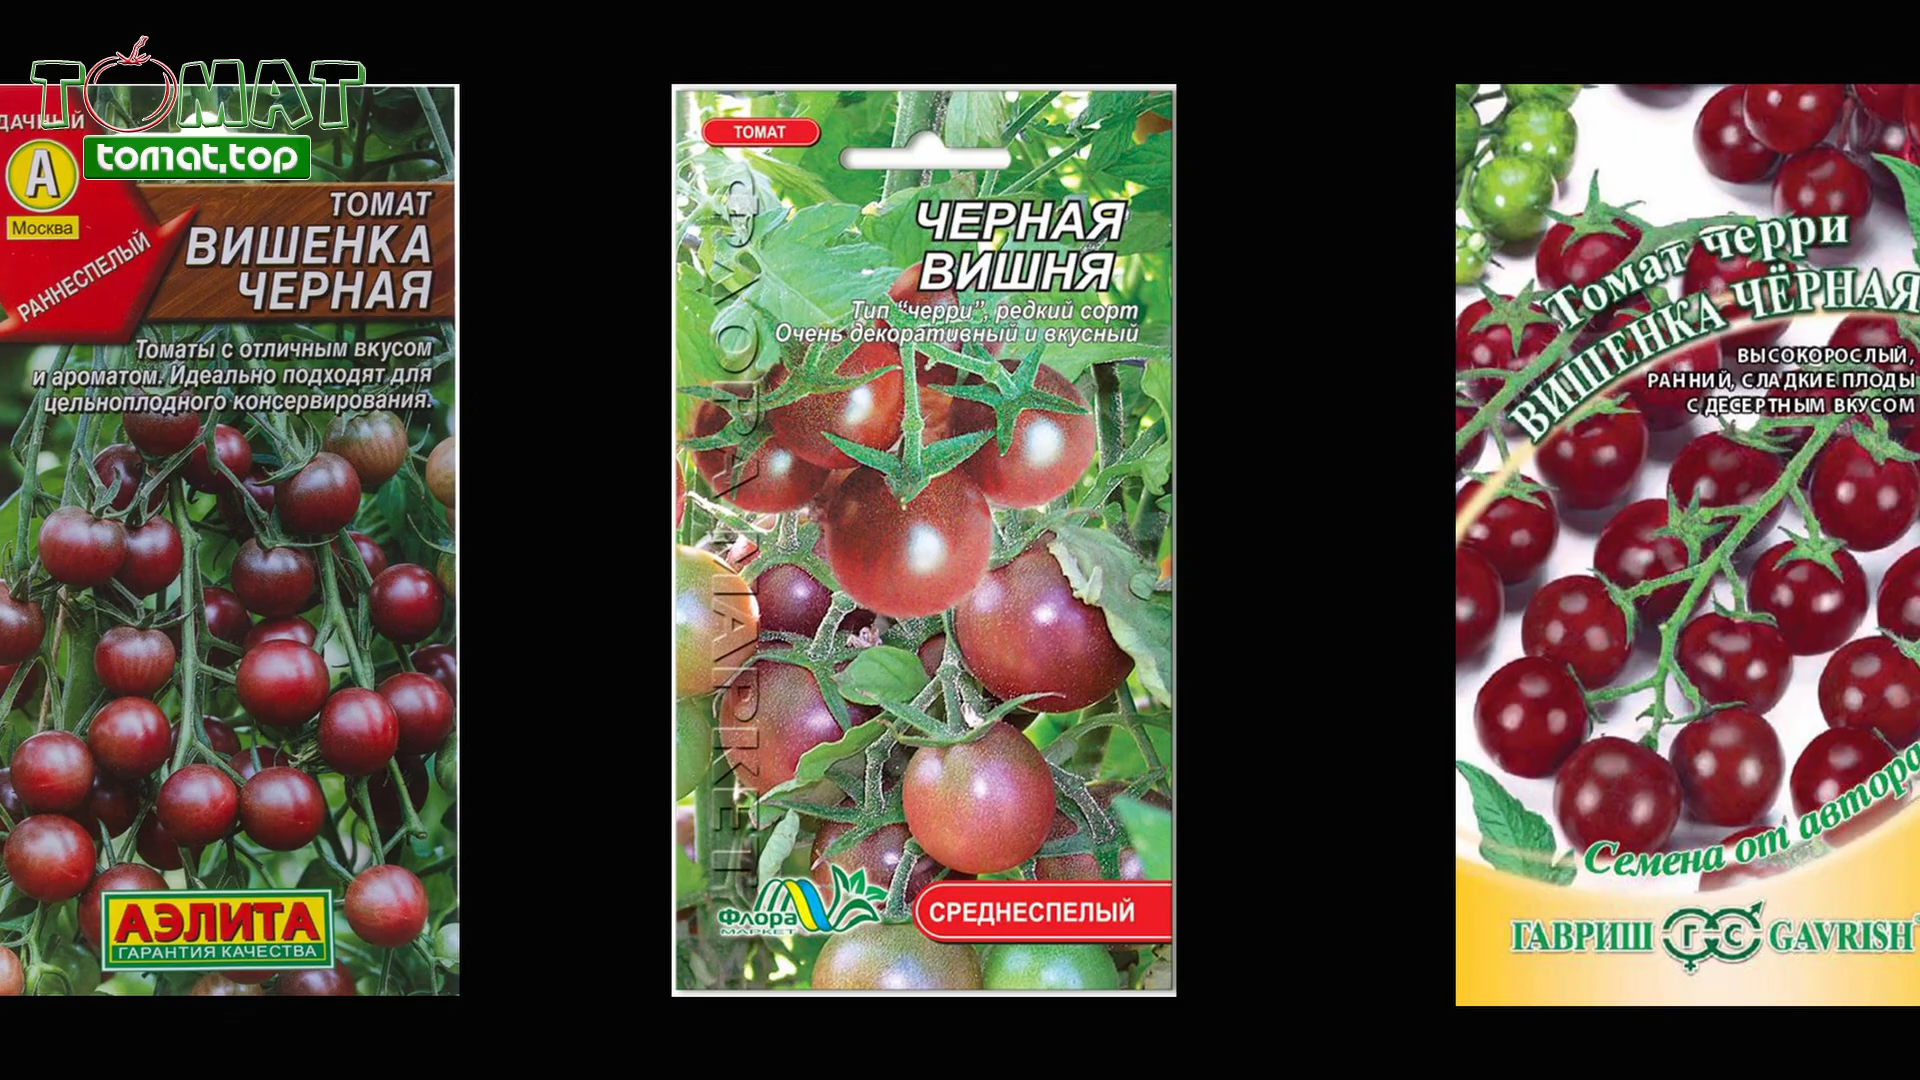 ТОМАТ
tomat.top
ДАЧНЫЙ
А
Москва
РАННЕСПЕЛЫЙ
ТОМАТ
ВИШЕНКА
ЧЕРНАЯ
Томаты с отличным вкусом
и ароматом. Идеально подходят для
цельноплодного консервирования.
АЭЛИТА
ГАРАНТИЯ КАЧЕСТВА
ТОМАТ
ЧЕРНАЯ
ВИШНЯ
Тип “черри”, редкий сорт
Очень декоративный и вкусный
ФЛОРАМАРКЕТ
Флора
МАРКЕТ
СРЕДНЕСПЕЛЫЙ
Томат черри
ВИШЕНКА ЧЁРНАЯ
ВЫСОКОРОСЛЫЙ,
РАННИЙ, СЛАДКИЕ ПЛОДЫ
С ДЕСЕРТНЫМ ВКУСОМ
Семена от автора
ГАВРИШ ГС GAVRISH